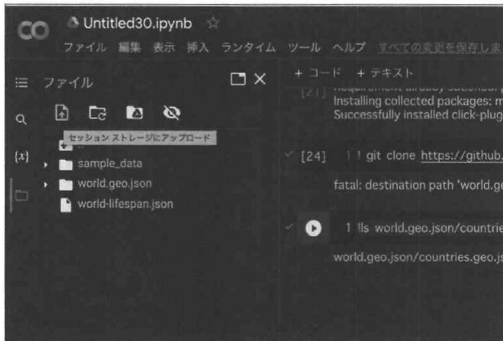 CO
Untitled30.ipynb
ファイル 編集 表示 挿入 ランタイム ツール ヘルプ すべての変更を保存しま
ファイル
+ コード + テキスト
セッション ストレージにアップロード
..
sample_data
world.geo.json
world-lifespan.json
{x}
[21]
Installing collected packages: m
Successfully installed click-plug
[24] 1 ! git clone https://github.
fatal: destination path 'world.ge
1 !ls world.geo.json/countrie
world.geo.json/countries.geo.js